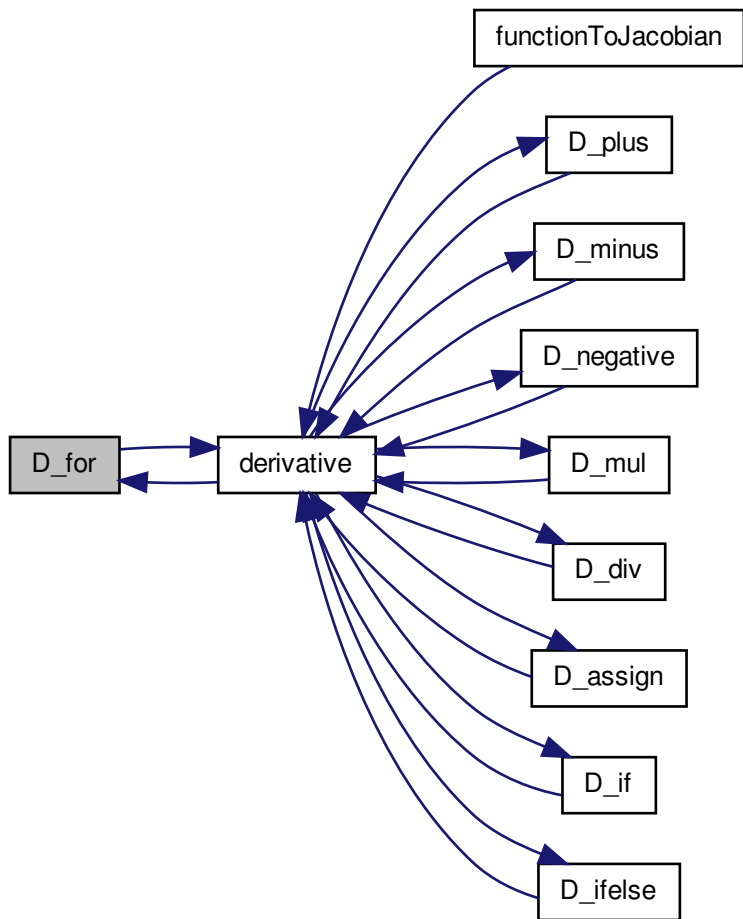 functionToJacobian
D_plus
D_minus
D_negative
D_for
derivative
D_mul
D_div
D_assign
D_if
D_ifelse